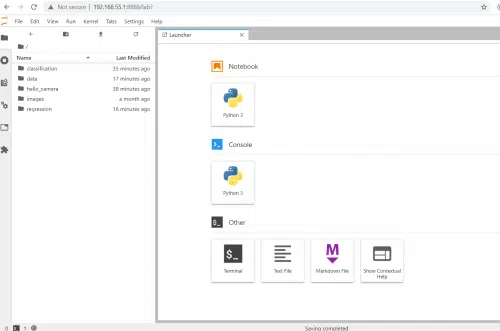 Not secure | 192.168.55.1:8888/lab?
File Edit View Run Kernel Tabs Settings Help
Launcher
/
Name Last Modified
classification 35 minutes ago
data 17 minutes ago
hello_camera 38 minutes ago
images a month ago
regression 16 minutes ago
Notebook
Python 3
Console
Python 3
Other
$_
M
Terminal
Text File
Markdown File
Show Contextual
Help
0 $_ 1
Saving completed